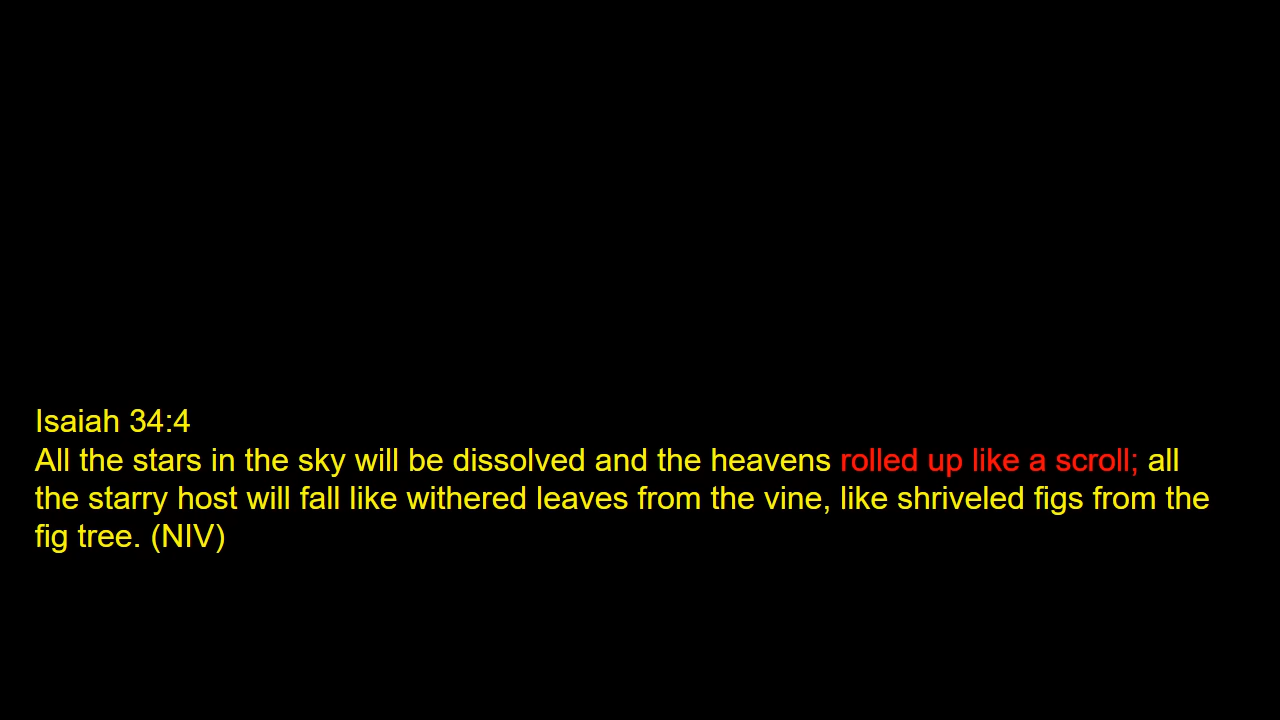 Isaiah 34:4
All the stars in the sky will be dissolved and the heavens rolled up like a scroll; all
the starry host will fall like withered leaves from the vine, like shriveled figs from the
fig tree. (NIV)